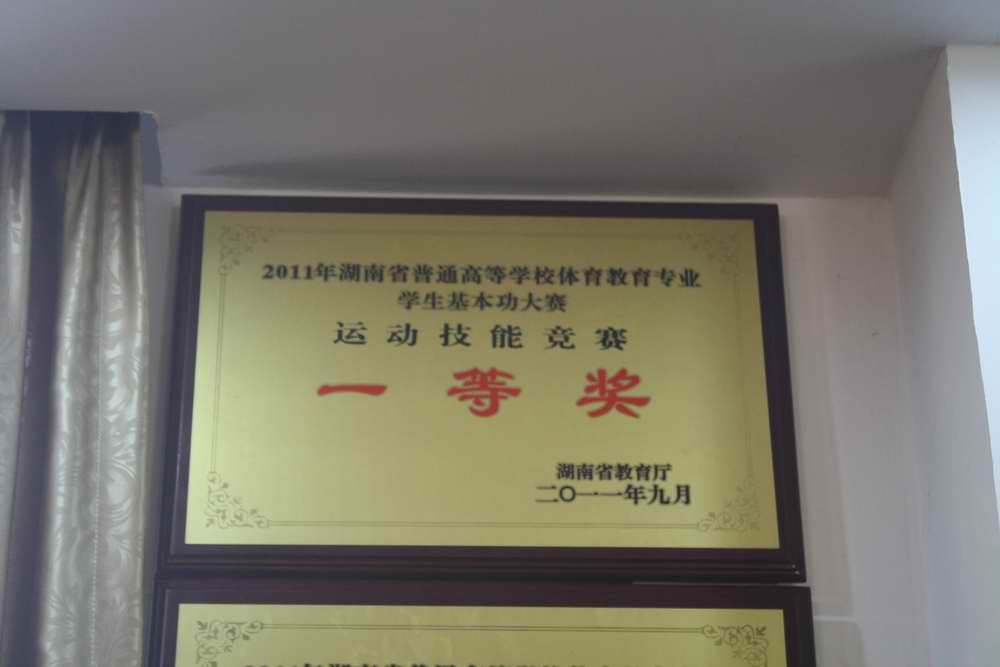 2011年湖南省普通高等学校体育教育专业
学生基本功大赛
运动技能竞赛
一等奖
湖南省教育厅
二〇一一年九月